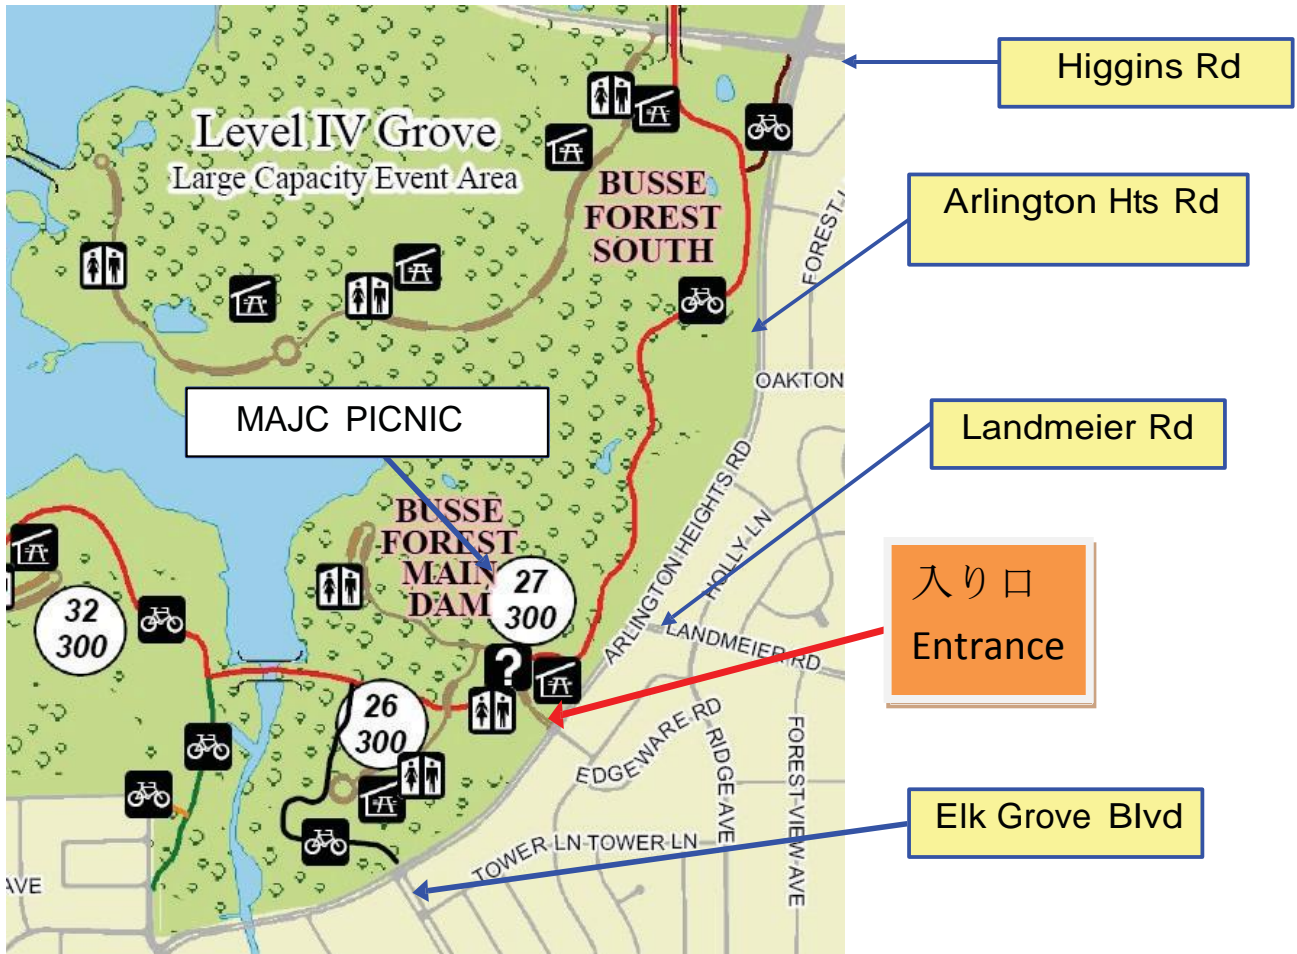 Higgins Rd
Level IV Grove
Large Capacity Event Area
BUSSE
FOREST
SOUTH
Arlington Hts Rd
OAKTON
MAJC PICNIC
Landmeier Rd
ARLINGTON HEIGHTS RD
HOLLY LN
BUSSE
FOREST
MAIN
DAM
27
300
32
300
入り口
Entrance
LANDMEIER RD
?
26
300
EDGEWARE RD
RIDGE AVE
FOREST VIEW AVE
Elk Grove Blvd
TOWER LN
TOWER LN
AVE
FOREST